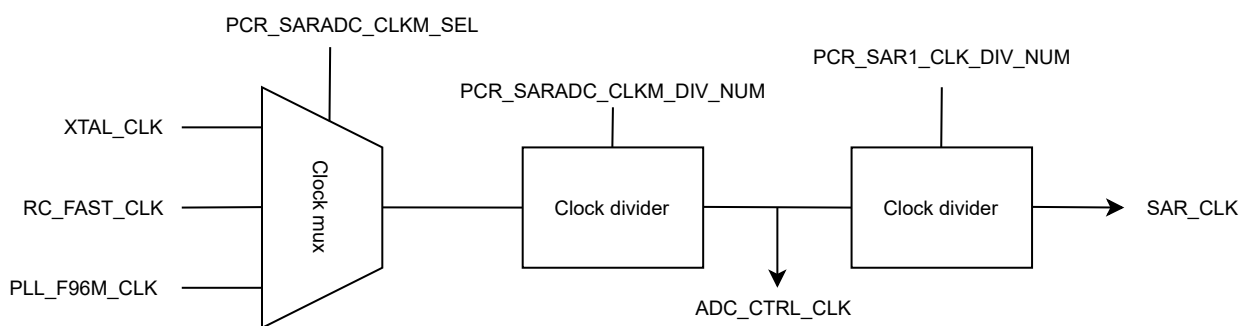 PCR_SARADC_CLKM_SEL
PCR_SAR1_CLK_DIV_NUM
PCR_SARADC_CLKM_DIV_NUM
XTAL_CLK
Clock mux
RC_FAST_CLK
Clock divider
Clock divider
SAR_CLK
PLL_F96M_CLK
ADC_CTRL_CLK